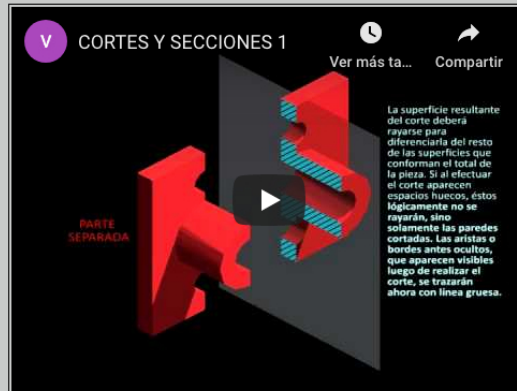 V
CORTES Y SECCIONES 1
Ver más ta...
Compartir
La superficie resultante
del corte deberá
rayarse para
diferenciarla del resto
de las superficies que
conforman el total de
la pieza. Si al efectuar
el corte aparecen
espacios huecos, éstos
lógicamente no se
rayarán, sino
solamente las paredes
cortadas. Las aristas o
bordes antes ocultos,
que aparecen visibles
luego de realizar el
corte, se trazarán
ahora con línea gruesa.
PARTE
SEPARADA